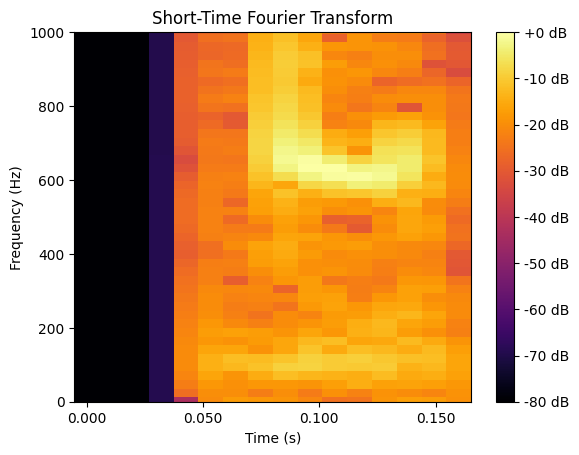 Short-Time Fourier Transform
1000
800
600
400
200
0
Frequency (Hz)
0.000
0.050
0.100
0.150
Time (s)
+0 dB
-10 dB
-20 dB
-30 dB
-40 dB
-50 dB
-60 dB
-70 dB
-80 dB